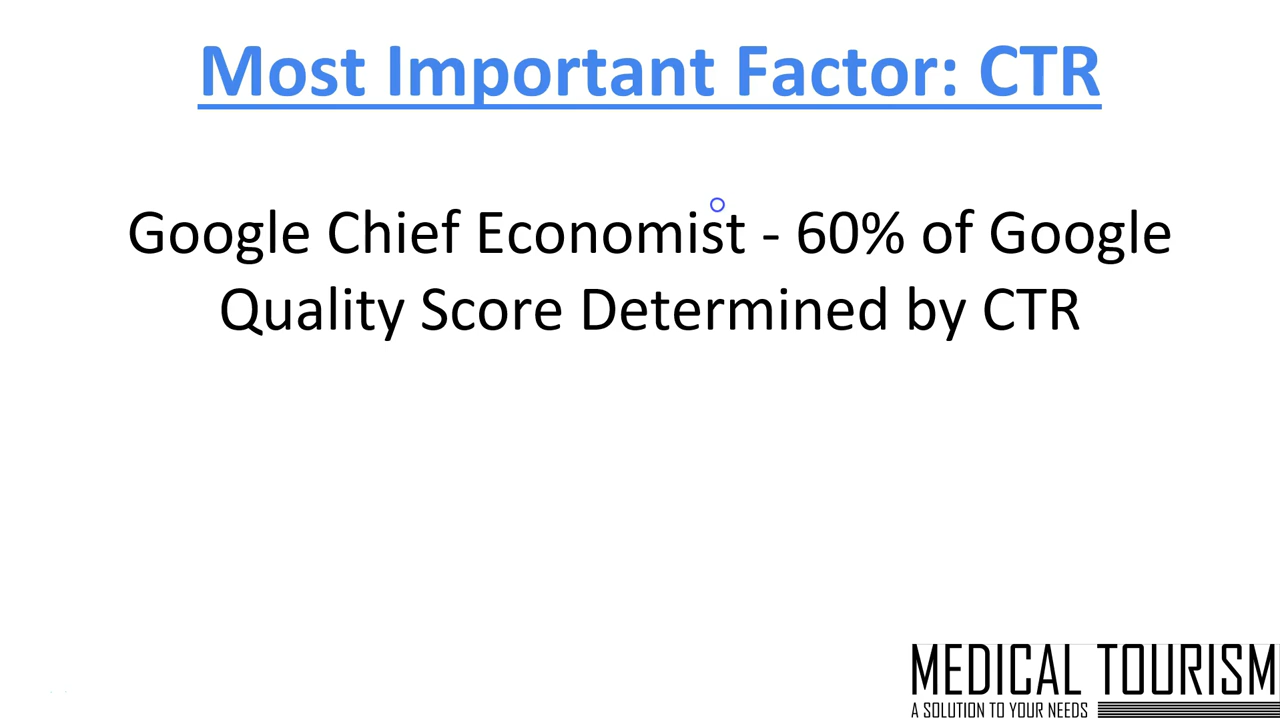 Most Important Factor: CTR
Google Chief Economist - 60% of Google
Quality Score Determined by CTR
MEDICAL TOURISM
A SOLUTION TO YOUR NEEDS